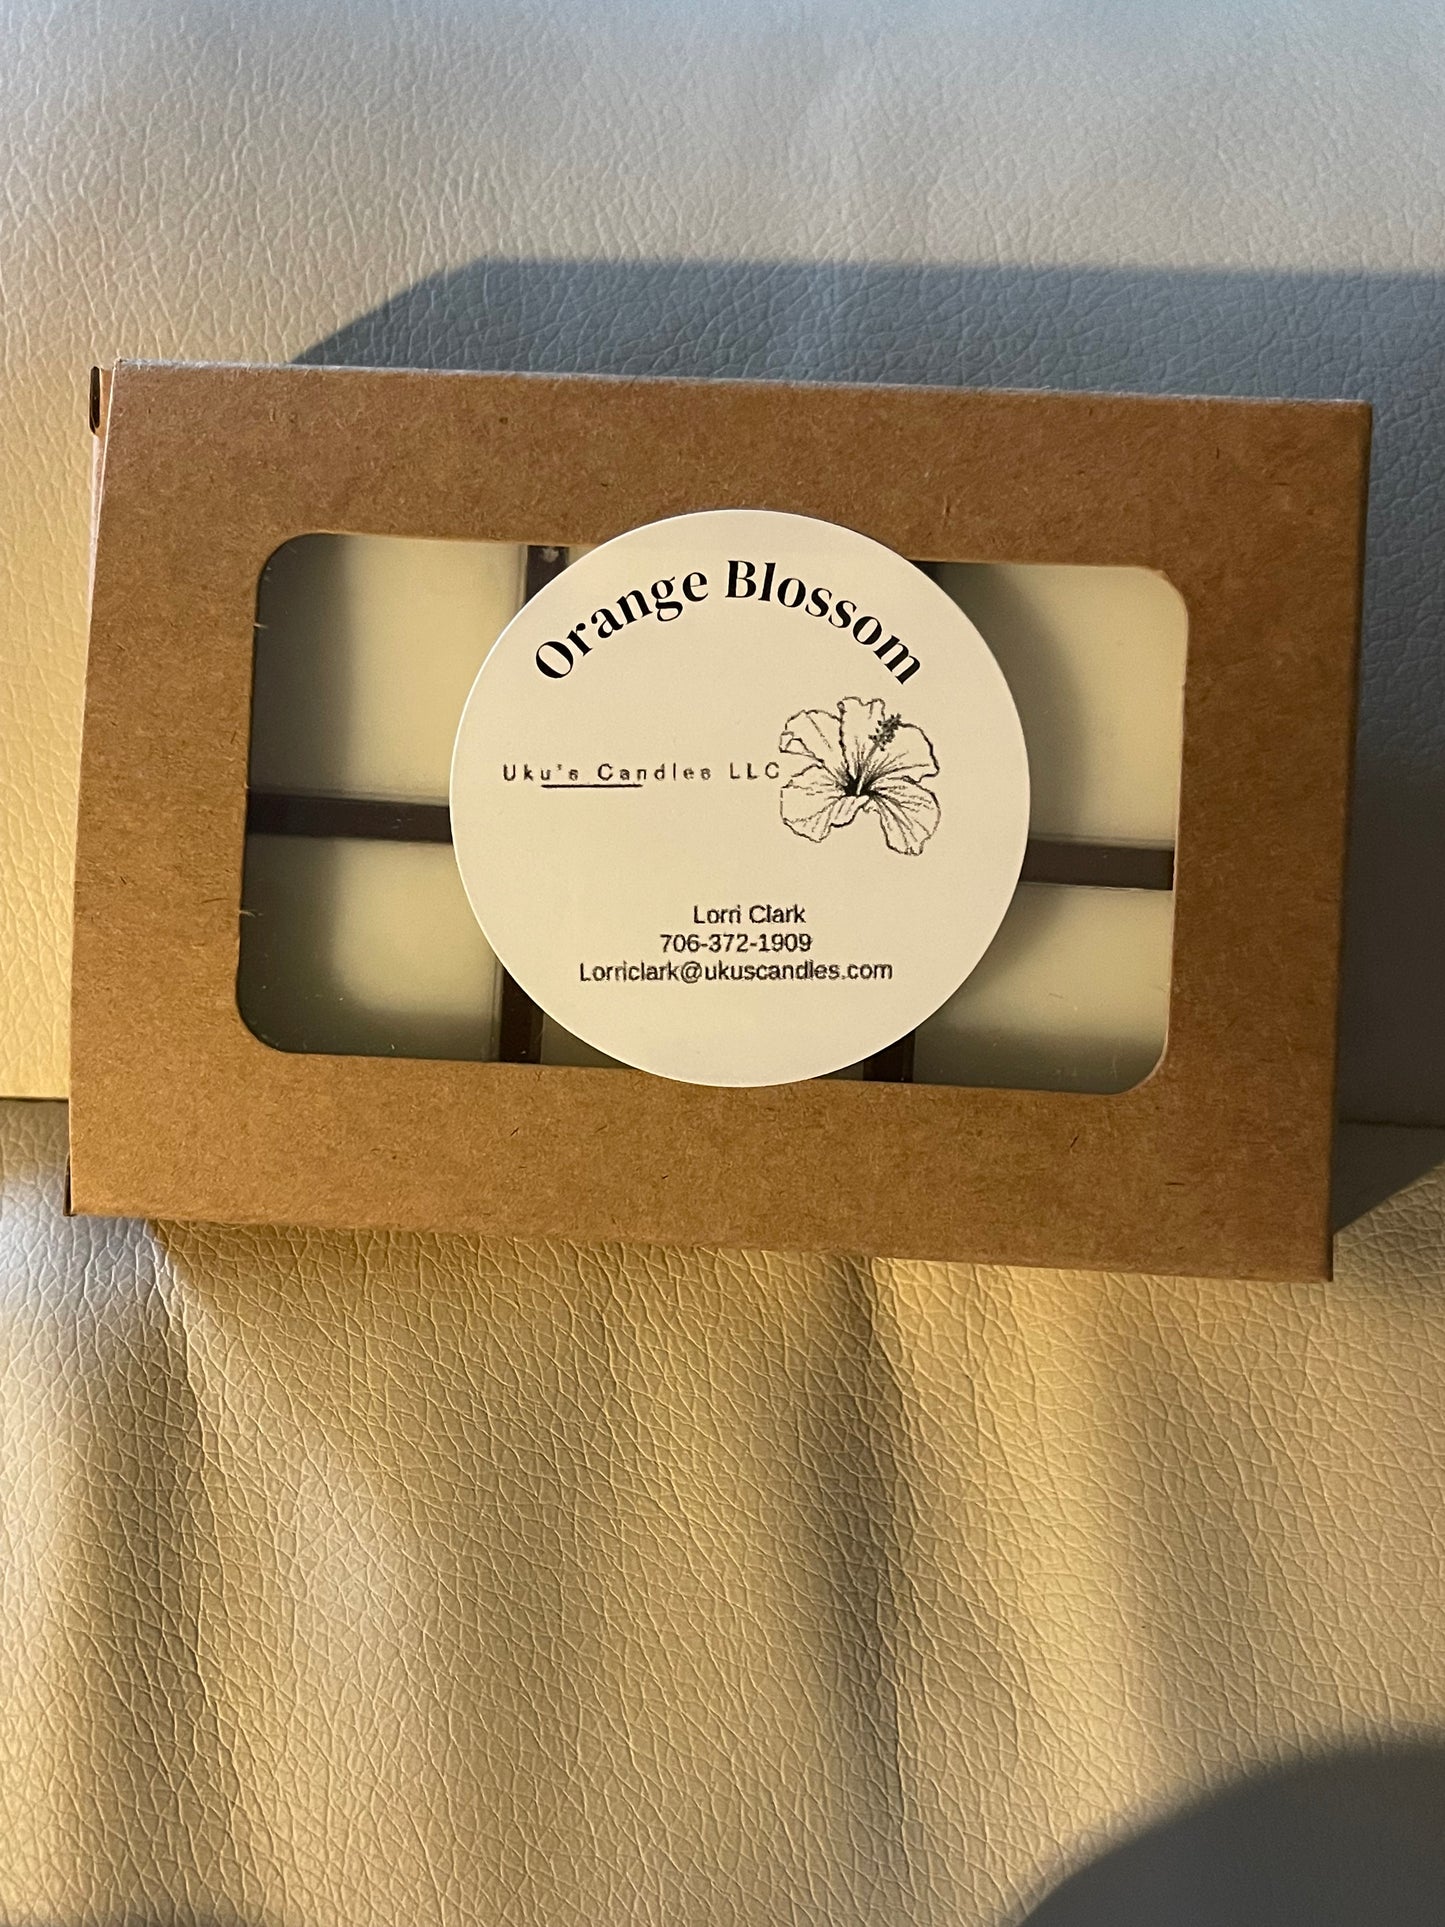 Orange Blossom
Uku's Candles LLC
Lorri Clark
706-372-1909
Lorriclark@ukuscandles.com